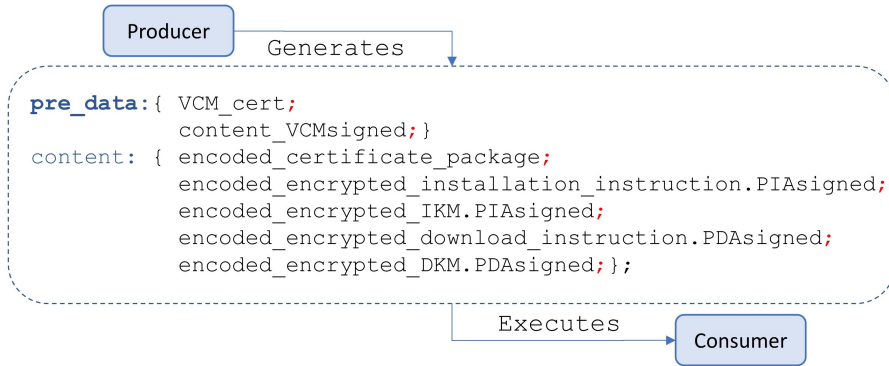 Producer
Generates
pre_data:{ VCM_cert;
content_VCMsigned;}
content: { encoded_certificate_package;
encoded_encrypted_installation_instruction.PIAsigned;
encoded_encrypted_IKM.PIAsigned;
encoded_encrypted_download_instruction.PDAsigned;
encoded_encrypted_DKM.PDAsigned;};
Executes
Consumer